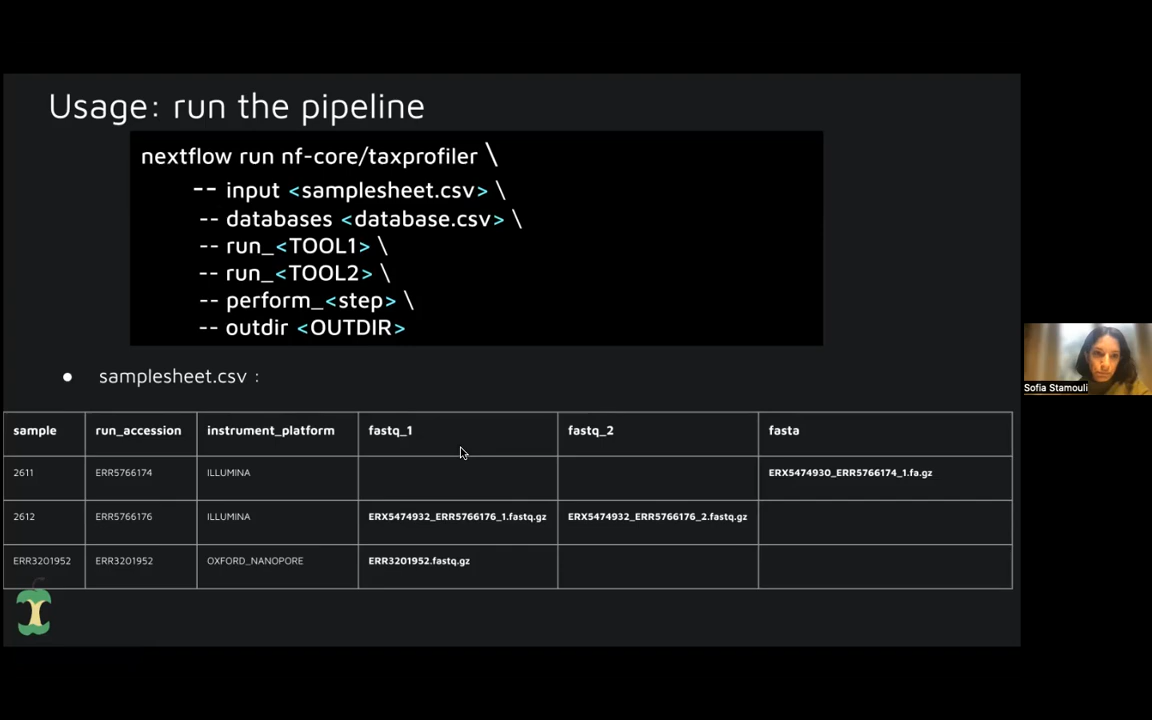 Usage: run the pipeline
nextflow run nf-core/taxprofiler \
-- input <samplesheet.csv> \
-- databases <database.csv> \
-- run_<TOOL1> \
-- run_<TOOL2> \
-- perform_<step> \
-- outdir <OUTDIR>
● samplesheet.csv :
sample run_accession instrument_platform fastq_1 fastq_2 fasta
2611 ERR5766174 ILLUMINA ERX5474930_ERR5766174_1.fa.gz
2612 ERR5766176 ILLUMINA ERX5474932_ERR5766176_1.fastq.gz ERX5474932_ERR5766176_2.fastq.gz
ERR3201952 ERR3201952 OXFORD_NANOPORE ERR3201952.fastq.gz
Sofia Stamouli